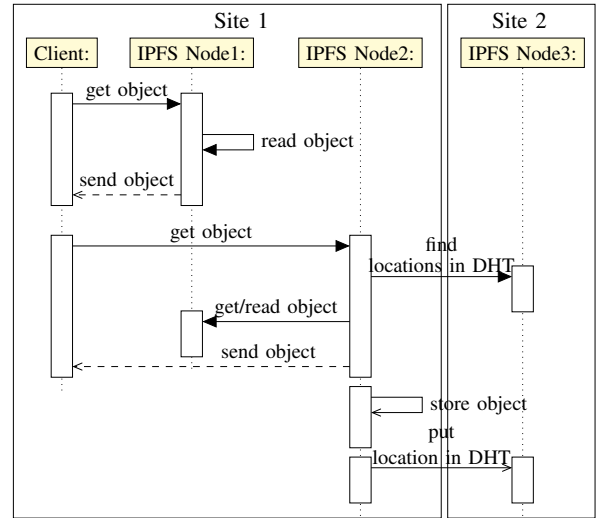 Site 1
Site 2
Client:
IPFS Node1:
IPFS Node2:
IPFS Node3:
get object
read object
send object
get object
find
locations in DHT
get/read object
send object
store object
put
location in DHT